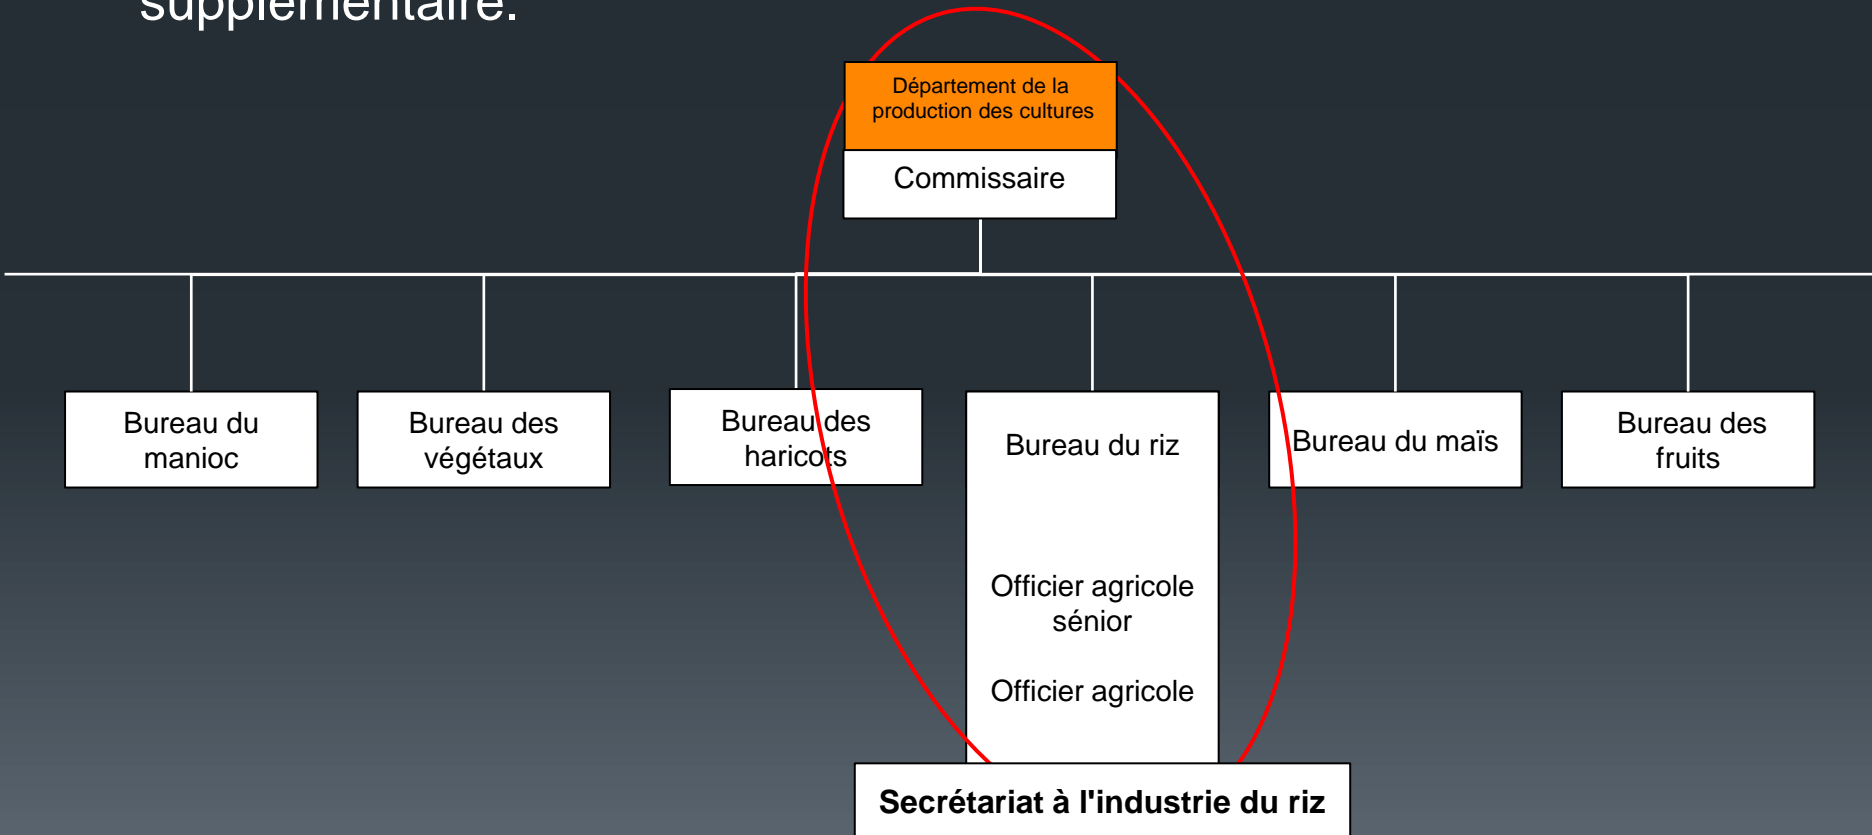 supplémentaire.
Département de la
production des cultures
Commissaire
Bureau du
manioc
Bureau des
végétaux
Bureau des
haricots
Bureau du riz
Bureau du maïs
Bureau des
fruits
Officier agricole
sénior
Officier agricole
Secrétariat à l'industrie du riz